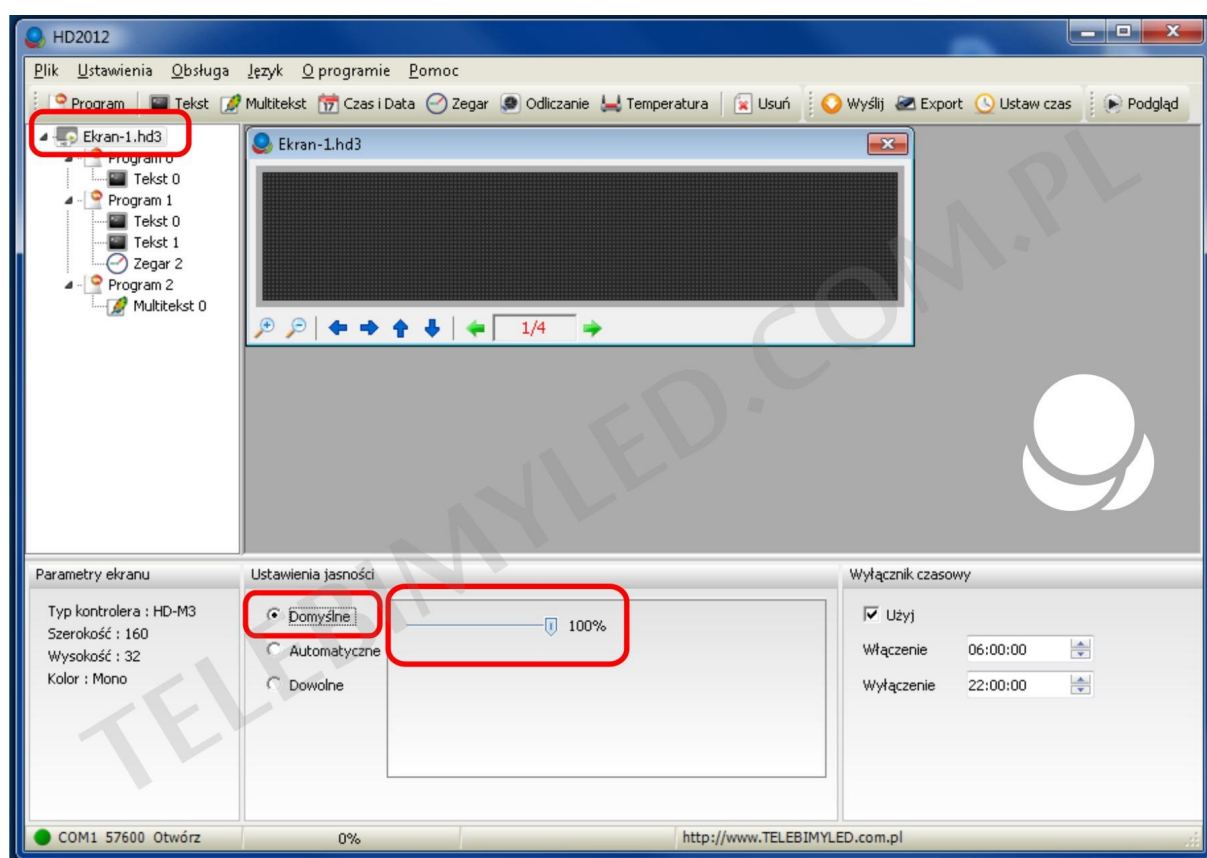 HD2012
Plik Ustawienia Obsługa Język O programie Pomoc
Program Tekst Multitekst Czas i Data Zegar Odliczanie Temperatura Usuń Wyślij Export Ustaw czas Podgląd
Ekran-1.hd3
Program 0
Tekst 0
Program 1
Tekst 0
Tekst 1
Zegar 2
Program 2
Multitekst 0
Ekran-1.hd3
1/4
Parametry ekranu
Typ kontrolera : HD-M3
Szerokość : 160
Wysokość : 32
Kolor : Mono
Ustawienia jasności
Domyślne
100%
Automatyczne
Dowolne
Wyłącznik czasowy
Użyj
Włączenie 06:00:00
Wyłączenie 22:00:00
COM1 57600 Otwórz 0% http://www.TELEBIMYLED.com.pl
TELEBIMYLED.COM.PL